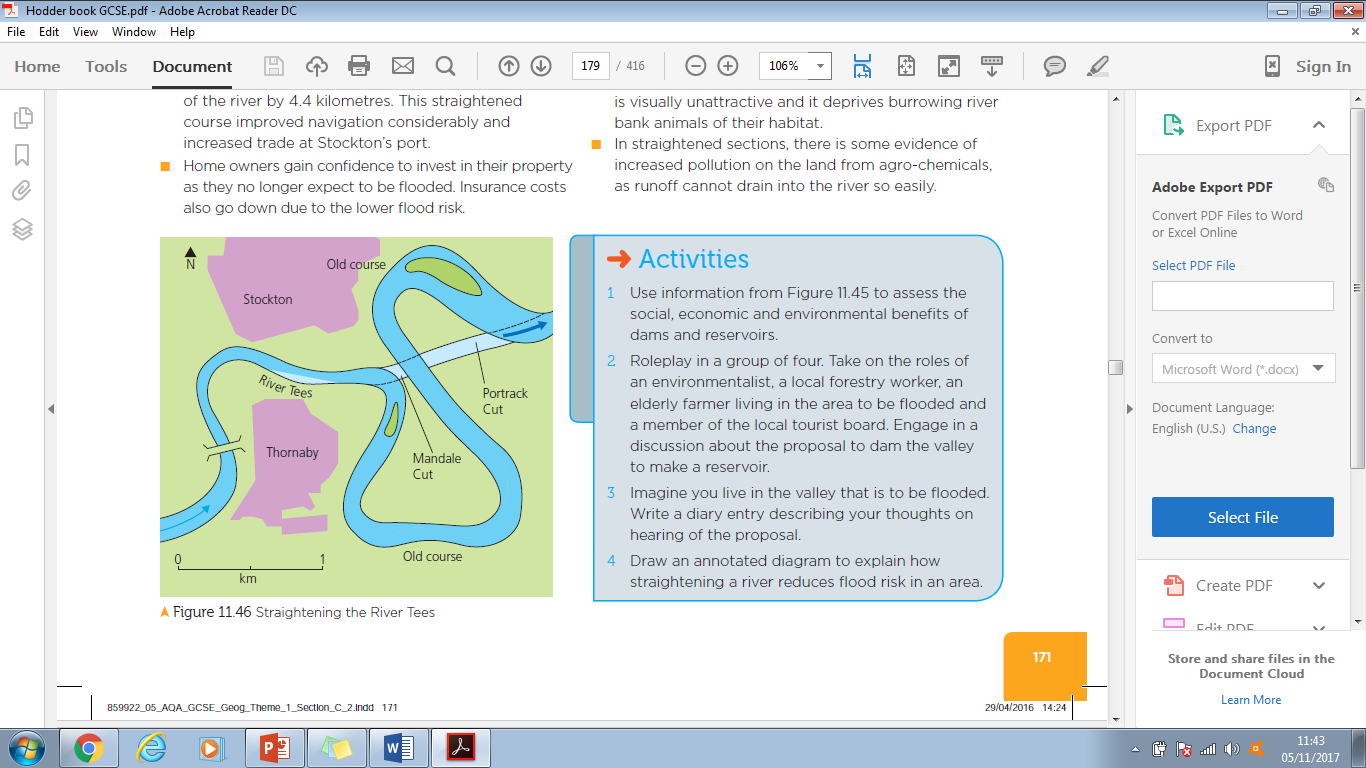 Hodder book GCSE.pdf - Adobe Acrobat Reader DC
File Edit View Window Help
Home Tools Document 179 / 416 106% Sign In
of the river by 4.4 kilometres. This straightened
course improved navigation considerably and
increased trade at Stockton's port.
Home owners gain confidence to invest in their property
as they no longer expect to be flooded. Insurance costs
also go down due to the lower flood risk.
is visually unattractive and it deprives burrowing river
bank animals of their habitat.
In straightened sections, there is some evidence of
increased pollution on the land from agro-chemicals,
as runoff cannot drain into the river so easily.
N
Old course
Stockton
River Tees
Portrack
Cut
Thornaby
Mandale
Cut
Old course
0 1
km
Figure 11.46 Straightening the River Tees
Activities
1 Use information from Figure 11.45 to assess the
social, economic and environmental benefits of
dams and reservoirs.
2 Roleplay in a group of four. Take on the roles of
an environmentalist, a local forestry worker, an
elderly farmer living in the area to be flooded and
a member of the local tourist board. Engage in a
discussion about the proposal to dam the valley
to make a reservoir.
3 Imagine you live in the valley that is to be flooded.
Write a diary entry describing your thoughts on
hearing of the proposal.
4 Draw an annotated diagram to explain how
straightening a river reduces flood risk in an area.
171
859922_05_AQA_GCSE_Geog_Theme_1_Section_C_2.indd 171
29/04/2016 14:24
Export PDF
Adobe Export PDF
Convert PDF Files to Word
or Excel Online
Select PDF File
Convert to
Microsoft Word (*.docx)
Document Language:
English (U.S.) Change
Select File
Create PDF
Edit PDF
Store and share files in the
Document Cloud
Learn More
11:43
05/11/2017